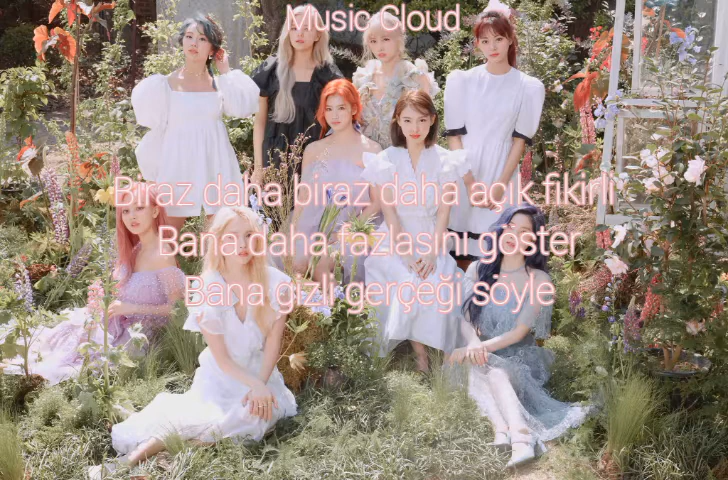 Music Cloud
Biraz daha biraz daha açık fikirli
Bana daha fazlasını göster
Bana gizli gerçeği söyle